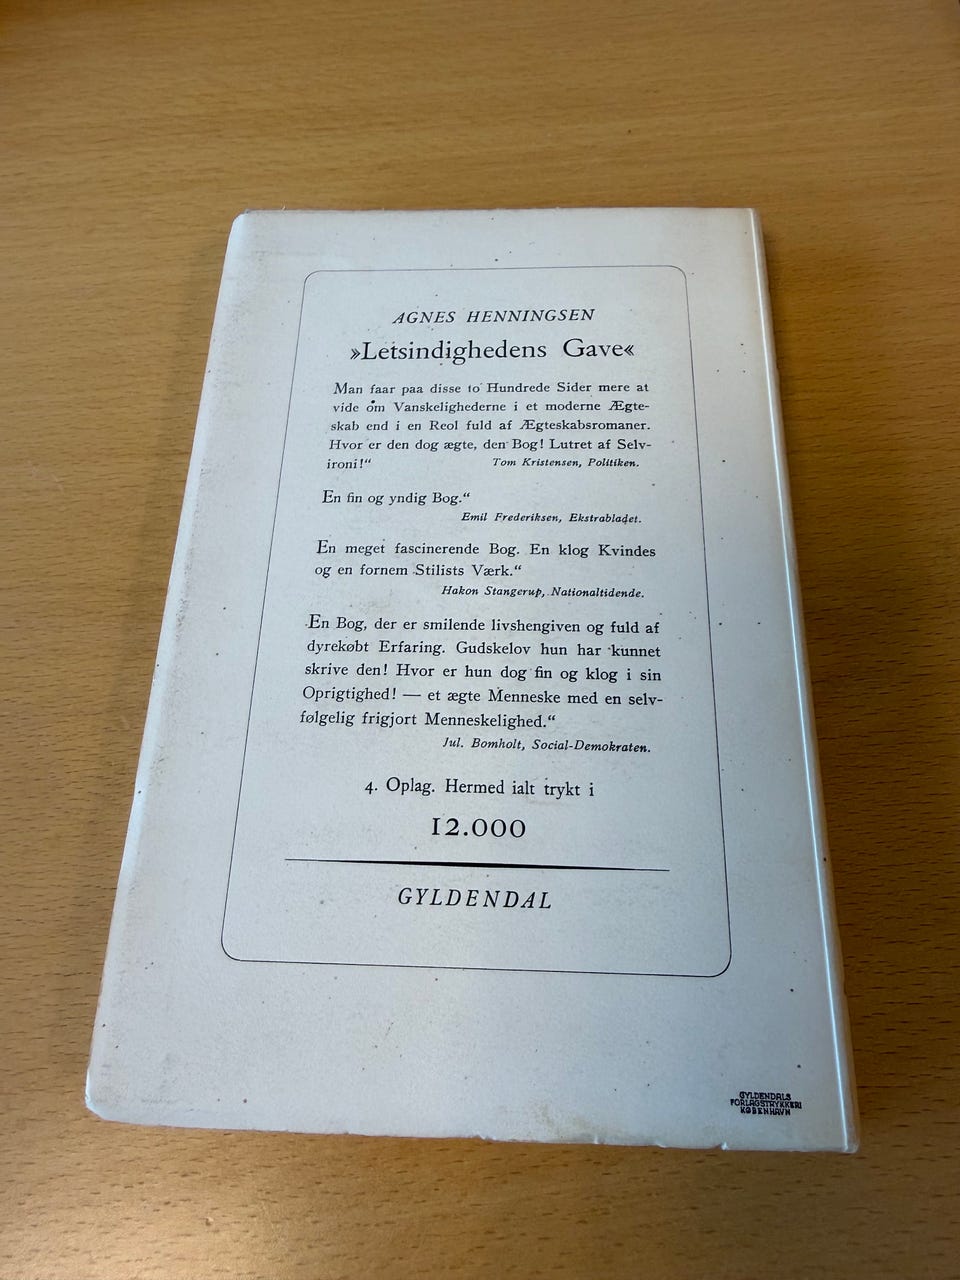 AGNES HENNINGSEN
»Letsindighedens Gave«
Man faar paa disse to Hundrede Sider mere at
vide om Vanskelighederne i et moderne Ægte-
skab end i en Reol fuld af Ægteskabsromaner.
Hvor er den dog ægte, den Bog! Lutret af Selv-
ironi!“ Tom Kristensen, Politiken.
En fin og yndig Bog.“
Emil Frederiksen, Ekstrabladet.
En meget fascinerende Bog. En klog Kvindes
og en fornem Stilists Værk.“
Hakon Stangerup, Nationaltidende.
En Bog, der er smilende livshengiven og fuld af
dyrekøbt Erfaring. Gudskelov hun har kunnet
skrive den! Hvor er hun dog fin og klog i sin
Oprigtighed! — et ægte Menneske med en selv-
følgelig frigjort Menneskelighed.“
Jul. Bomholt, Social-Demokraten.
4. Oplag. Hermed ialt trykt i
12.000
GYLDENDAL
GYLDENDALS
FORLAGSTRYKKERI
KØBENHAVN